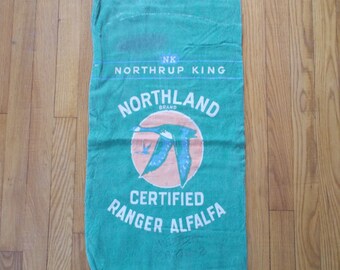 NK
NORTHRUP KING
NORTHLAND
BRAND
CERTIFIED
RANGER ALFALFA